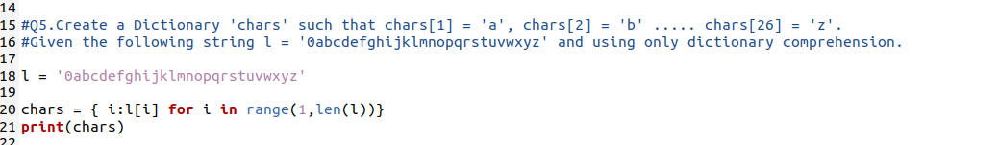 14
15 #Q5.Create a Dictionary 'chars' such that chars[1] = 'a', chars[2] = 'b' ..... chars[26] = 'z'.
16 #Given the following string l = '0abcdefghijklmnopqrstuvwxyz' and using only dictionary comprehension.
17
18 l = '0abcdefghijklmnopqrstuvwxyz'
19
20 chars = { i:l[i] for i in range(1,len(l))}
21 print(chars)
22